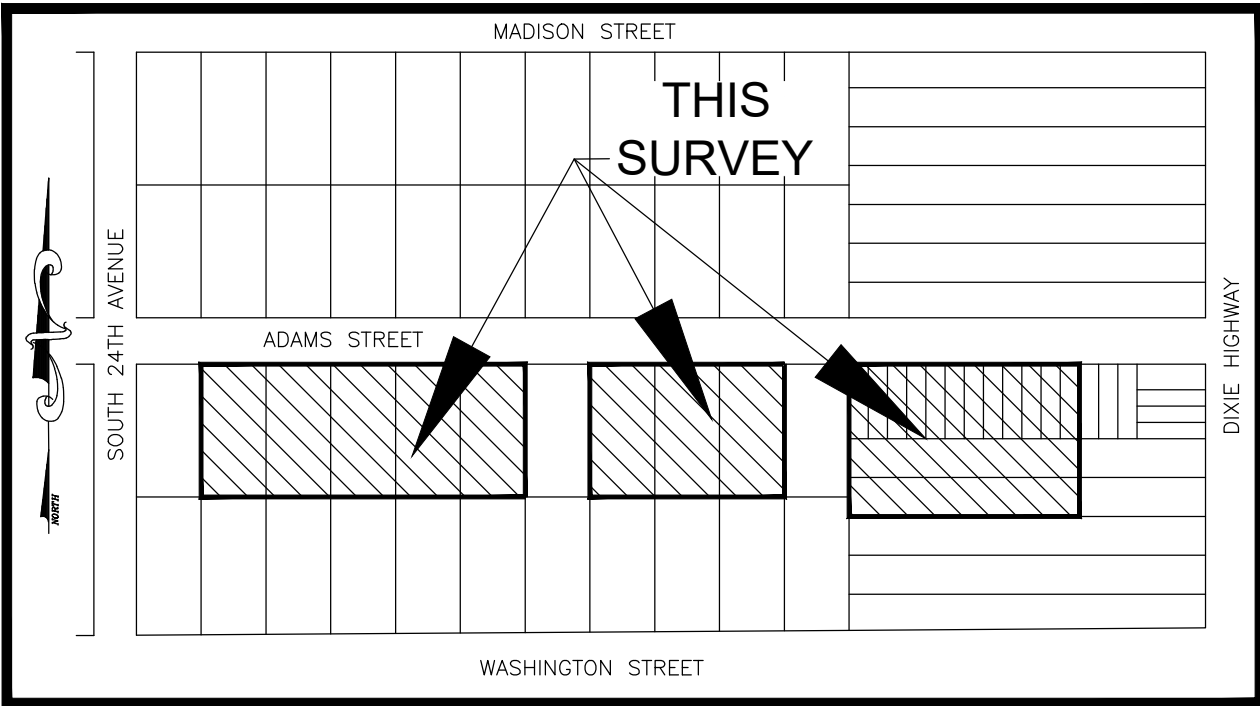 MADISON STREET
THIS
SURVEY
SOUTH 24TH AVENUE
ADAMS STREET
DIXIE HIGHWAY
NORTH
WASHINGTON STREET